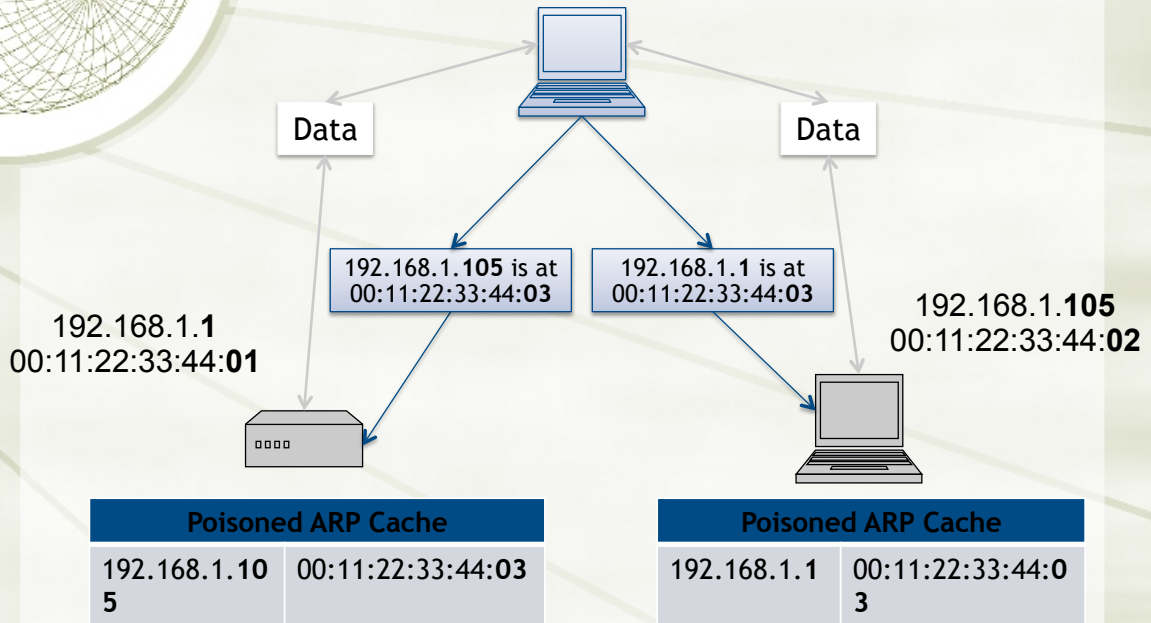 Data
Data
192.168.1.105 is at
00:11:22:33:44:03
192.168.1.1 is at
00:11:22:33:44:03
192.168.1.1
00:11:22:33:44:01
192.168.1.105
00:11:22:33:44:02
Poisoned ARP Cache
192.168.1.10
5
00:11:22:33:44:03
Poisoned ARP Cache
192.168.1.1
00:11:22:33:44:0
3